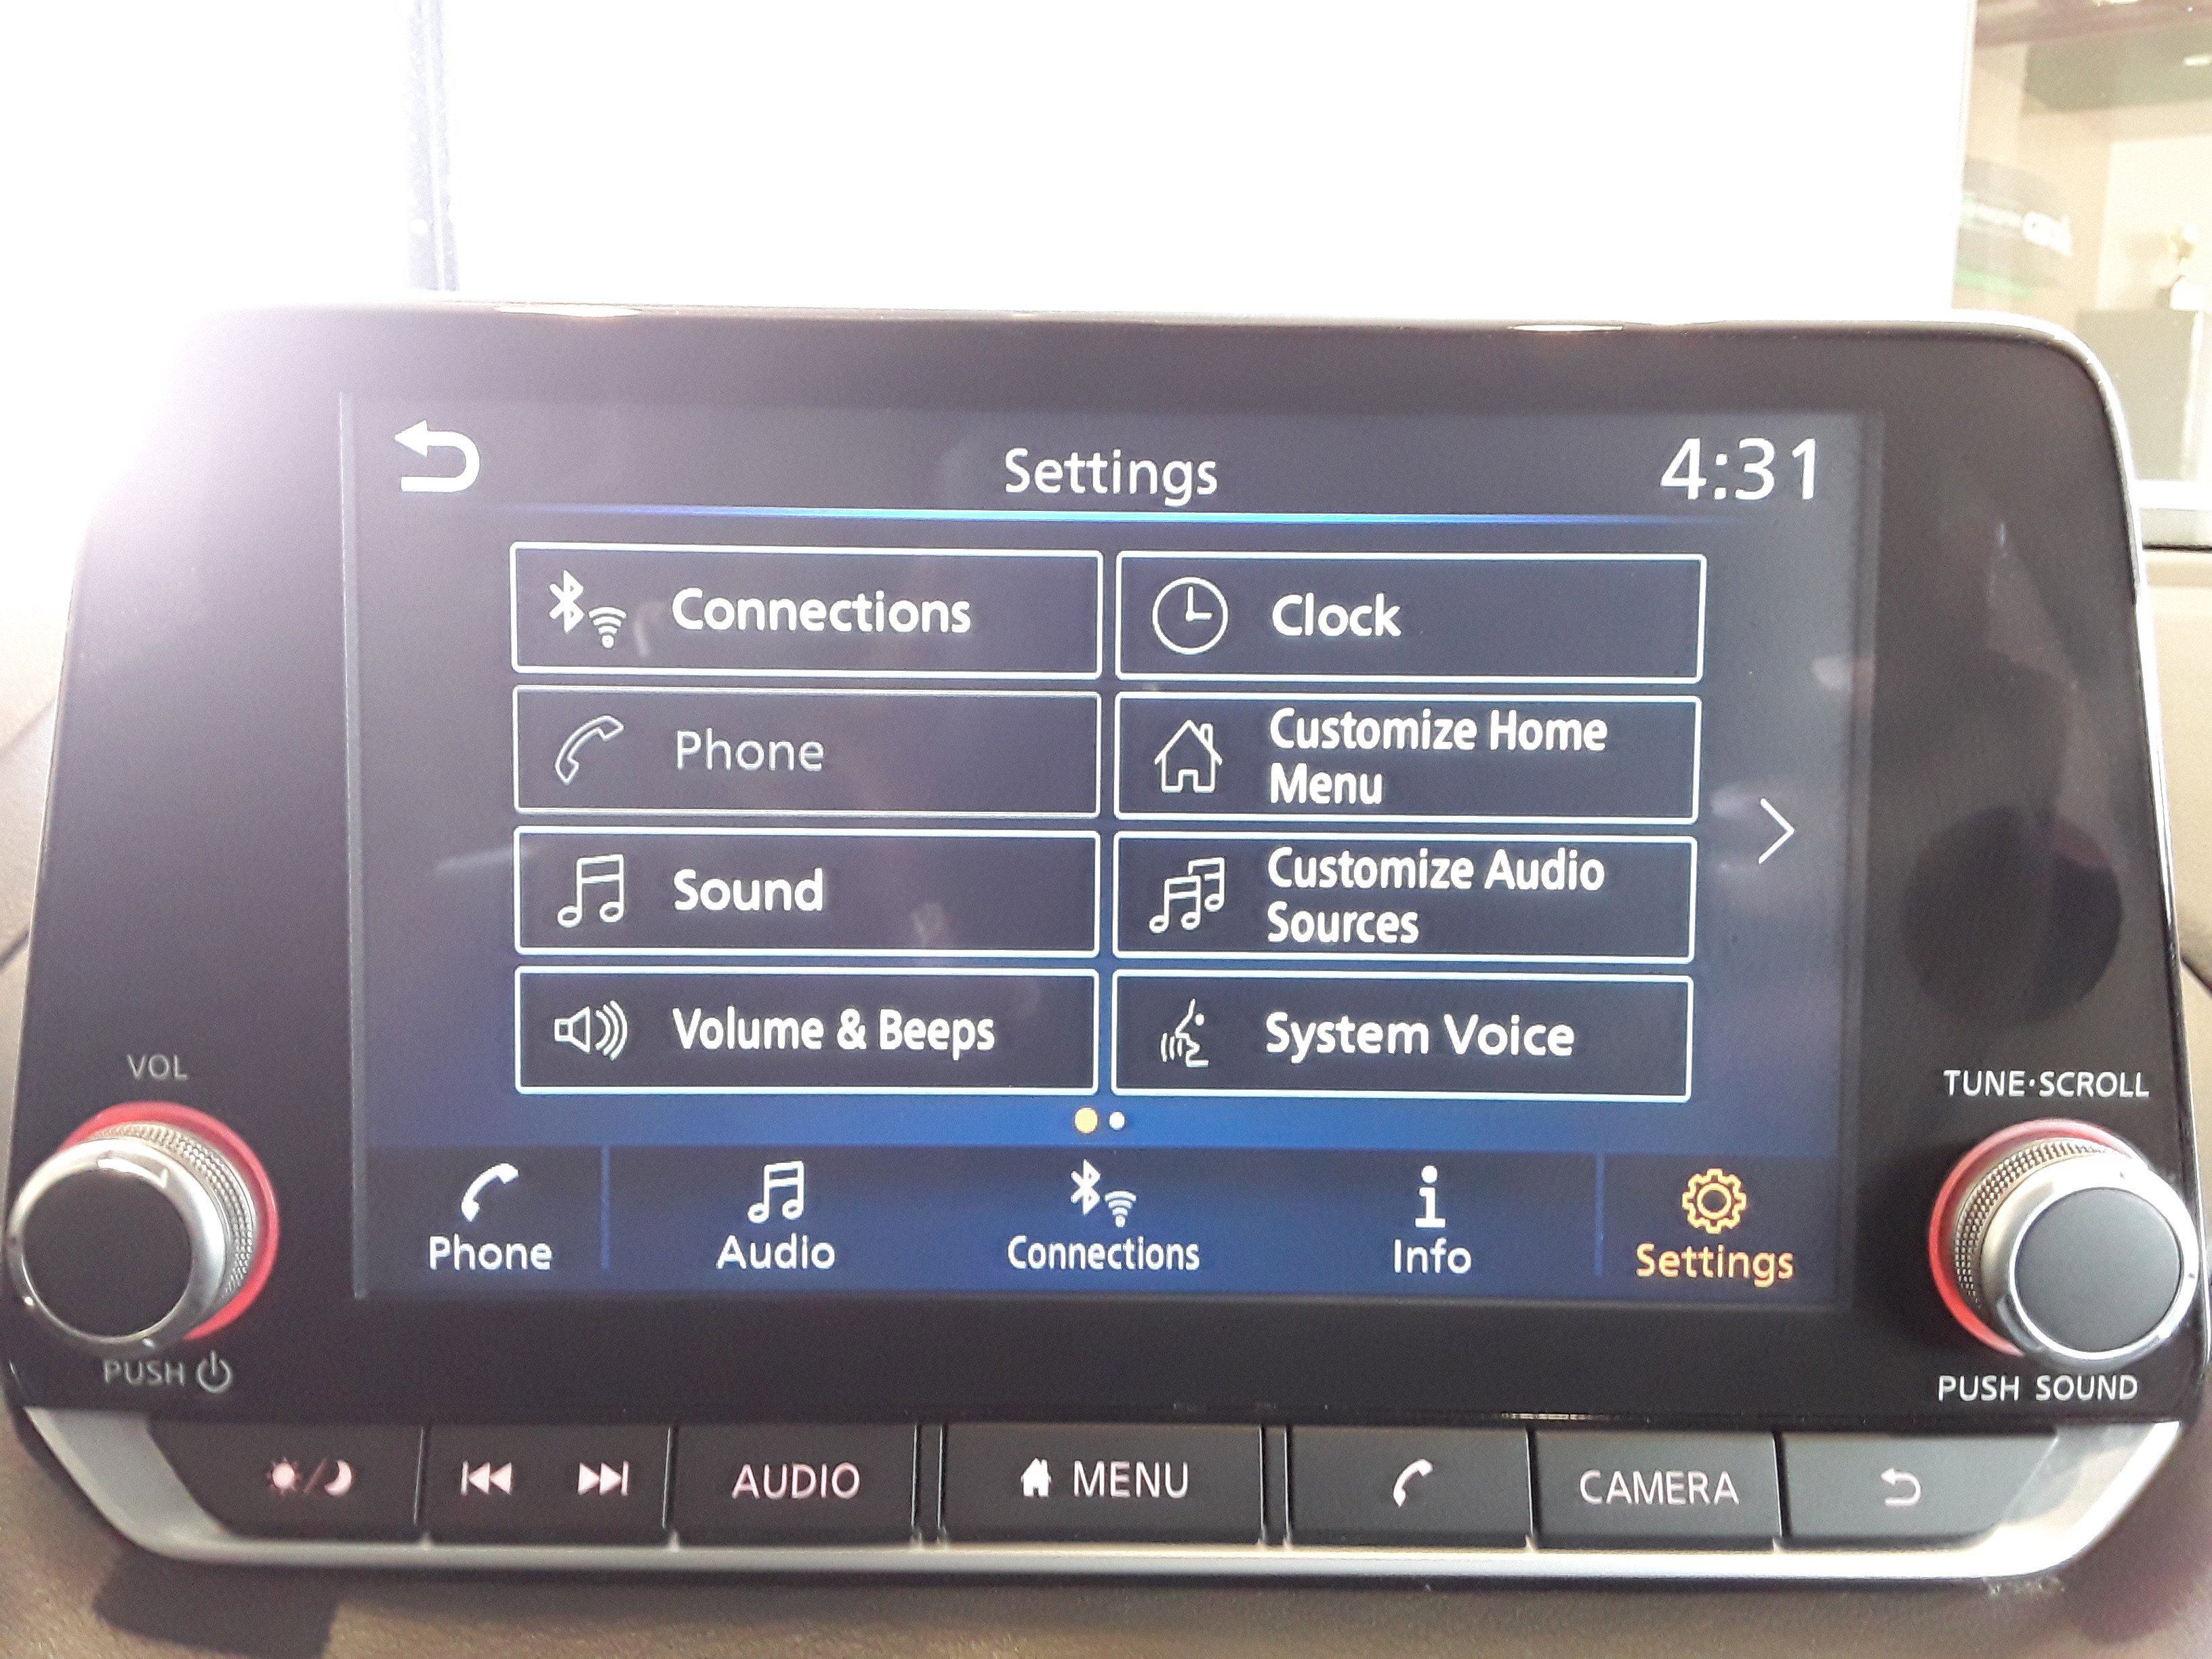 Settings 4:31
Connections
Clock
Phone
Customize Home
Menu
Sound
Customize Audio
Sources
Volume & Beeps
System Voice
Phone
Audio
Connections
Info
Settings
VOL
PUSH
TUNE·SCROLL
PUSH SOUND
AUDIO
MENU
CAMERA